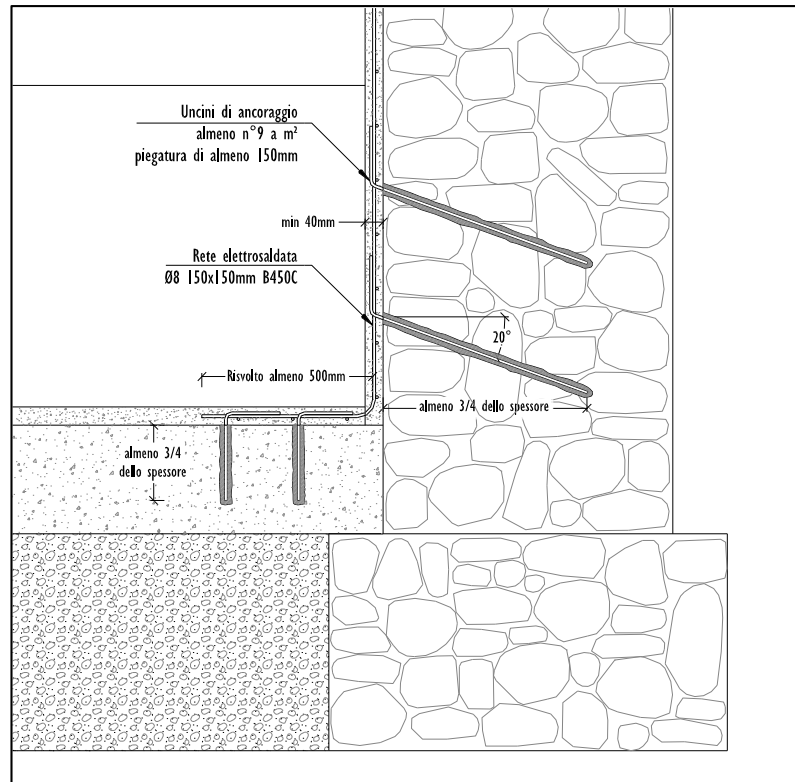 Uncini di ancoraggio
almeno n°9 a m²
piegatura di almeno 150mm
min 40mm
Rete elettrosaldata
Ø8 150x150mm B450C
20°
Risvolto almeno 500mm
almeno 3/4 dello spessore
almeno 3/4
dello spessore